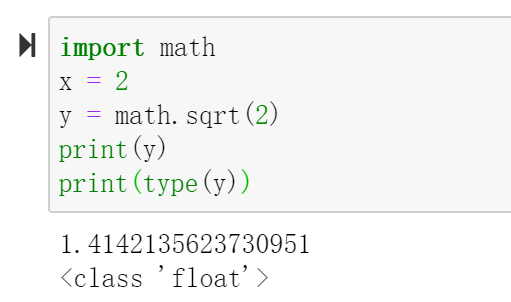 import math
x = 2
y = math.sqrt(2)
print(y)
print(type(y))
1.4142135623730951
<class 'float'>